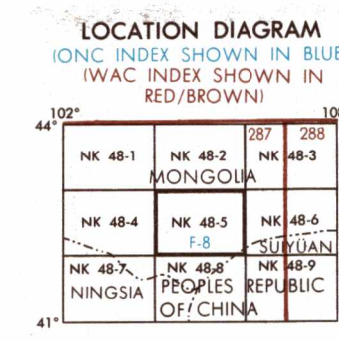 LOCATION DIAGRAM
(ONC INDEX SHOWN IN BLUE
(WAC INDEX SHOWN IN
RED/BROWN)
102° 108
44° 287 288
NK 48-1 NK 48-2 NK 48-3
MONGOLIA
NK 48-4 NK 48-5 NK 48-6
F-8 SUIYÜAN
NK 48-7 NK 48-8 NK 48-9
NINGSIA PEOPLES REPUBLIC
OF CHINA
41°